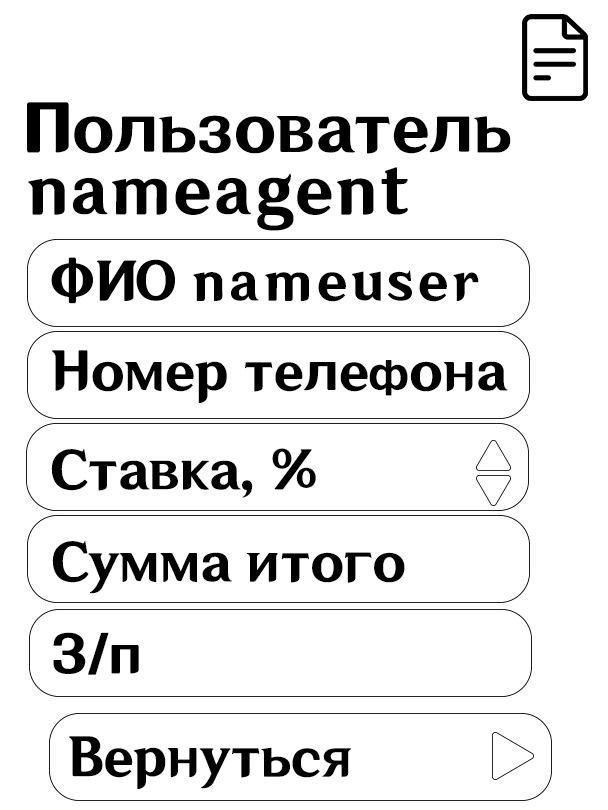 Пользователь
nameagent
ФИО nameuser
Номер телефона
Ставка, %
Сумма итого
З/п
Вернуться